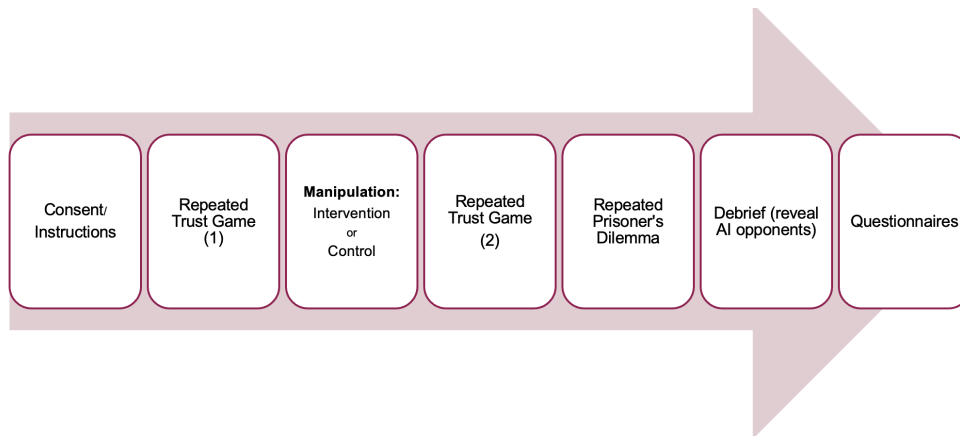 Consent/
Instructions
Repeated
Trust Game
(1)
Manipulation:
Intervention
or
Control
Repeated
Trust Game
(2)
Repeated
Prisoner's
Dilemma
Debrief (reveal
AI opponents)
Questionnaires